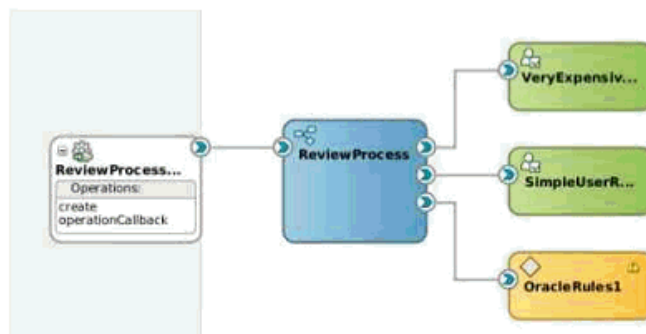 ReviewProcess...
Operations:
create
operationCallback
ReviewProcess
VeryExpensiv...
SimpleUserR...
OracleRules1